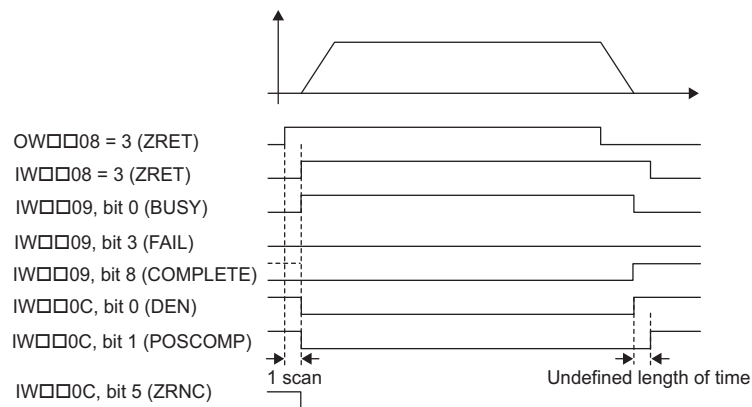 OW□□08 = 3 (ZRET)
IW□□08 = 3 (ZRET)
IW□□09, bit 0 (BUSY)
IW□□09, bit 3 (FAIL)
IW□□09, bit 8 (COMPLETE)
IW□□0C, bit 0 (DEN)
IW□□0C, bit 1 (POSCOMP)
1 scan
Undefined length of time
IW□□0C, bit 5 (ZRNC)